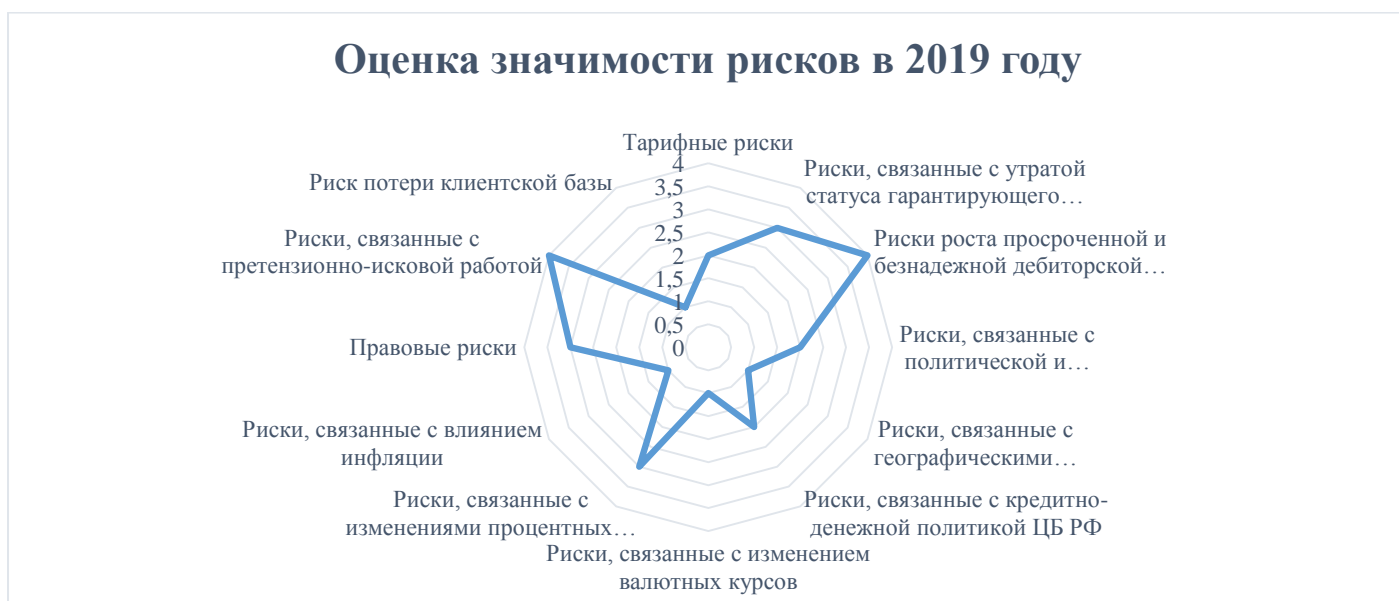 Оценка значимости рисков в 2019 году
Тарифные риски
4
3,5
3
2,5
2
1,5
1
0,5
0
Риски, связанные с утратой
статуса гарантирующего…
Риски роста просроченной и
безнадежной дебиторской…
Риски, связанные с
политической и…
Риски, связанные с
географическими…
Риски, связанные с кредитно-
денежной политикой ЦБ РФ
Риски, связанные с изменением
валютных курсов
Риски, связанные с
изменениями процентных…
Риски, связанные с влиянием
инфляции
Правовые риски
Риски, связанные с
претензионно-исковой работой
Риск потери клиентской базы